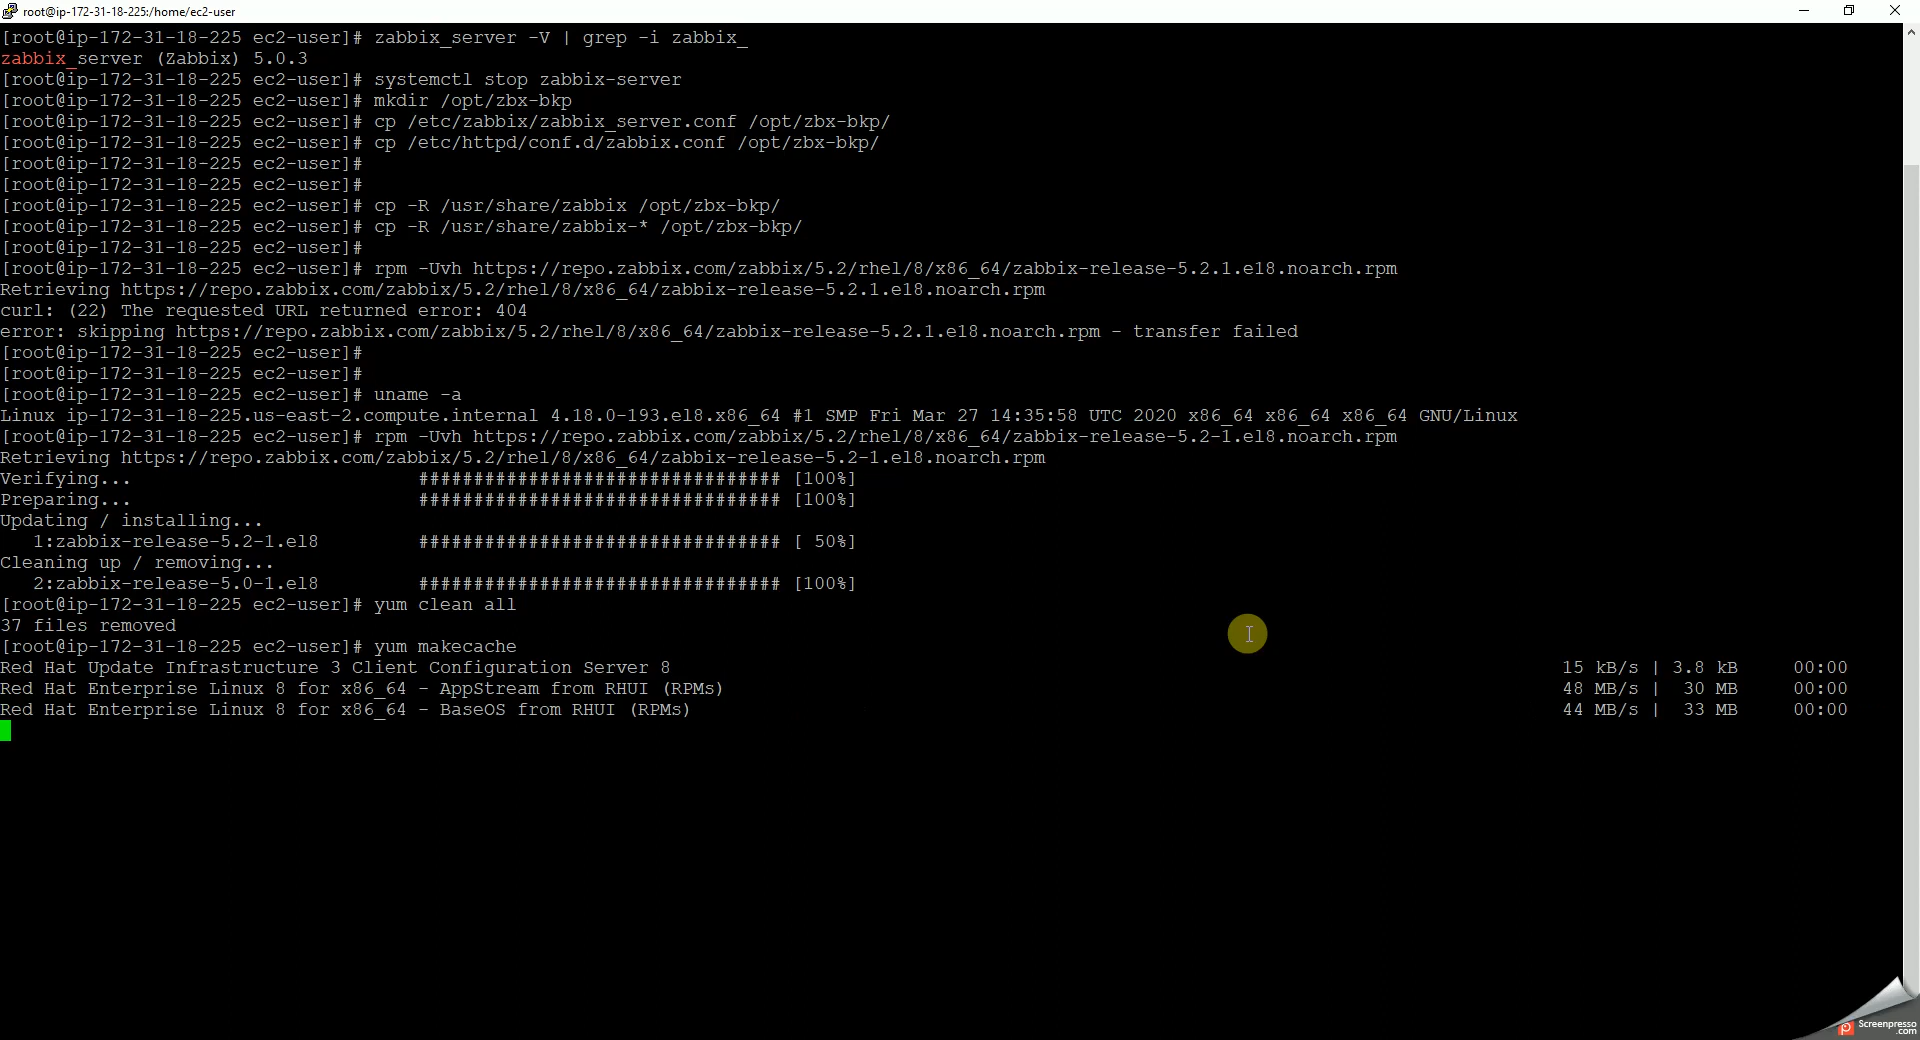 root@ip-172-31-18-225:/home/ec2-user
[root@ip-172-31-18-225 ec2-user]# zabbix_server -V | grep -i zabbix_
zabbix_server (Zabbix) 5.0.3
[root@ip-172-31-18-225 ec2-user]# systemctl stop zabbix-server
[root@ip-172-31-18-225 ec2-user]# mkdir /opt/zbx-bkp
[root@ip-172-31-18-225 ec2-user]# cp /etc/zabbix/zabbix_server.conf /opt/zbx-bkp/
[root@ip-172-31-18-225 ec2-user]# cp /etc/httpd/conf.d/zabbix.conf /opt/zbx-bkp/
[root@ip-172-31-18-225 ec2-user]#
[root@ip-172-31-18-225 ec2-user]#
[root@ip-172-31-18-225 ec2-user]# cp -R /usr/share/zabbix /opt/zbx-bkp/
[root@ip-172-31-18-225 ec2-user]# cp -R /usr/share/zabbix-* /opt/zbx-bkp/
[root@ip-172-31-18-225 ec2-user]#
[root@ip-172-31-18-225 ec2-user]# rpm -Uvh https://repo.zabbix.com/zabbix/5.2/rhel/8/x86_64/zabbix-release-5.2.1.e18.noarch.rpm
Retrieving https://repo.zabbix.com/zabbix/5.2/rhel/8/x86_64/zabbix-release-5.2.1.e18.noarch.rpm
curl: (22) The requested URL returned error: 404
error: skipping https://repo.zabbix.com/zabbix/5.2/rhel/8/x86_64/zabbix-release-5.2.1.e18.noarch.rpm - transfer failed
[root@ip-172-31-18-225 ec2-user]#
[root@ip-172-31-18-225 ec2-user]#
[root@ip-172-31-18-225 ec2-user]# uname -a
Linux ip-172-31-18-225.us-east-2.compute.internal 4.18.0-193.el8.x86_64 #1 SMP Fri Mar 27 14:35:58 UTC 2020 x86_64 x86_64 x86_64 GNU/Linux
[root@ip-172-31-18-225 ec2-user]# rpm -Uvh https://repo.zabbix.com/zabbix/5.2/rhel/8/x86_64/zabbix-release-5.2-1.el8.noarch.rpm
Retrieving https://repo.zabbix.com/zabbix/5.2/rhel/8/x86_64/zabbix-release-5.2-1.el8.noarch.rpm
Verifying... ################################# [100%]
Preparing... ################################# [100%]
Updating / installing...
1:zabbix-release-5.2-1.el8 ################################# [ 50%]
Cleaning up / removing...
2:zabbix-release-5.0-1.el8 ################################# [100%]
[root@ip-172-31-18-225 ec2-user]# yum clean all
37 files removed
[root@ip-172-31-18-225 ec2-user]# yum makecache
Red Hat Update Infrastructure 3 Client Configuration Server 8 15 kB/s | 3.8 kB 00:00
Red Hat Enterprise Linux 8 for x86_64 - AppStream from RHUI (RPMs) 48 MB/s | 30 MB 00:00
Red Hat Enterprise Linux 8 for x86_64 - BaseOS from RHUI (RPMs) 44 MB/s | 33 MB 00:00
Screenpresso
.com